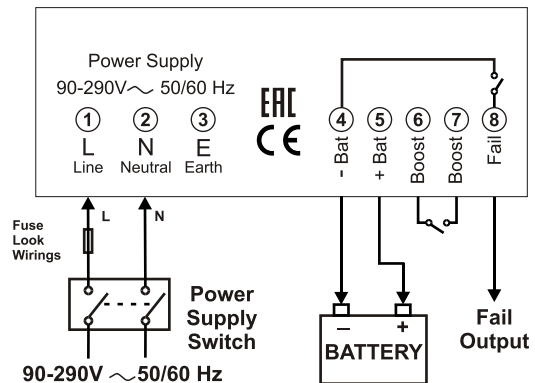 Power Supply
90-290V～ 50/60 Hz
1 2 3
L N E
Line Neutral Earth
EAC
CE
4 5 6 7 8
- Bat
+ Bat
Boost
Boost
Fail
L N
Fuse
Look
Wirings
Power
Supply
Switch
90-290V ～50/60 Hz
– +
BATTERY
Fail
Output